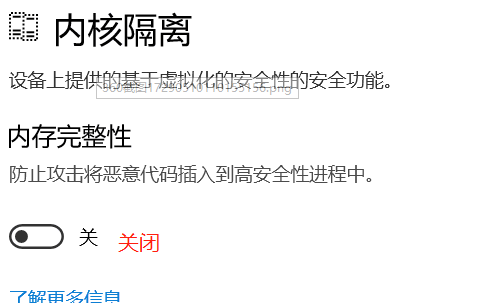 内核隔离
设备上提供的基于虚拟化的安全性的安全功能。
内存完整性
防止攻击将恶意代码插入到高安全性进程中。
关 关闭
了解更多信息